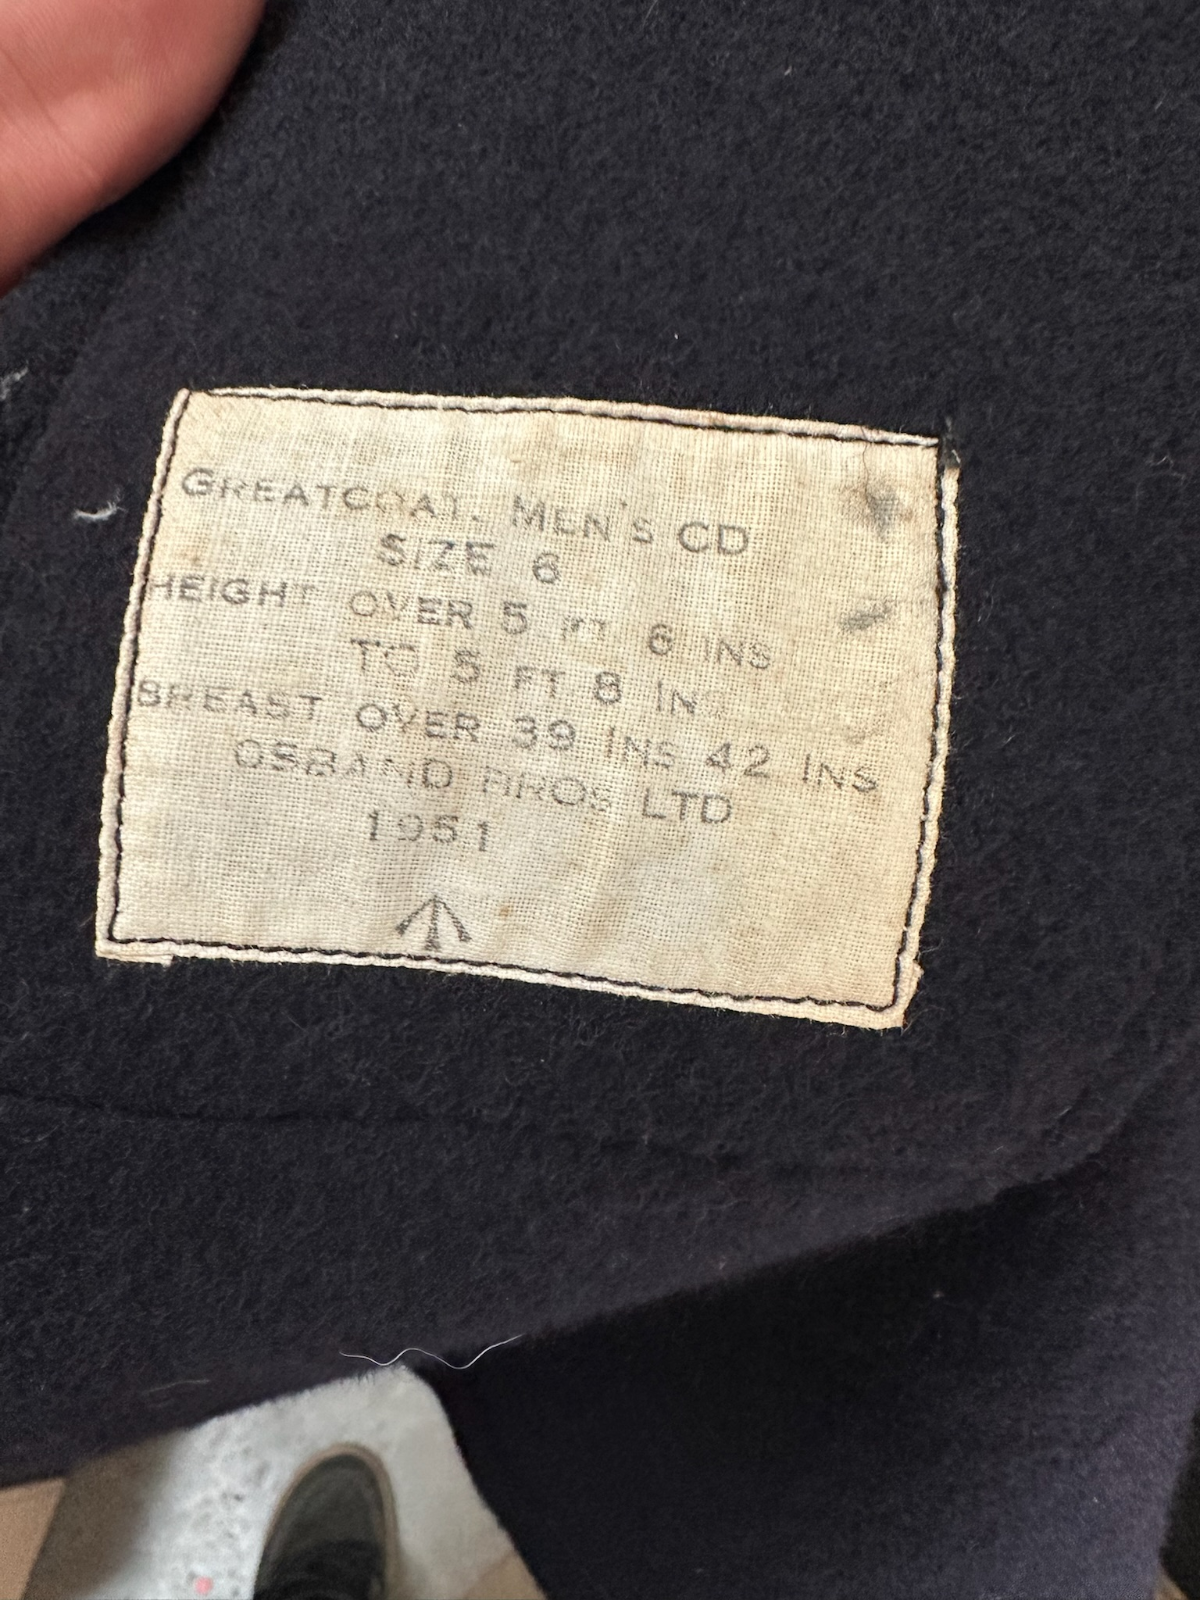 GREATCOAT. MEN'S CD
SIZE 6
HEIGHT OVER 5 FT 6 INS
TO 5 FT 8 INS
BREAST OVER 39 INS 42 INS
OSBAND BROS LTD
1951